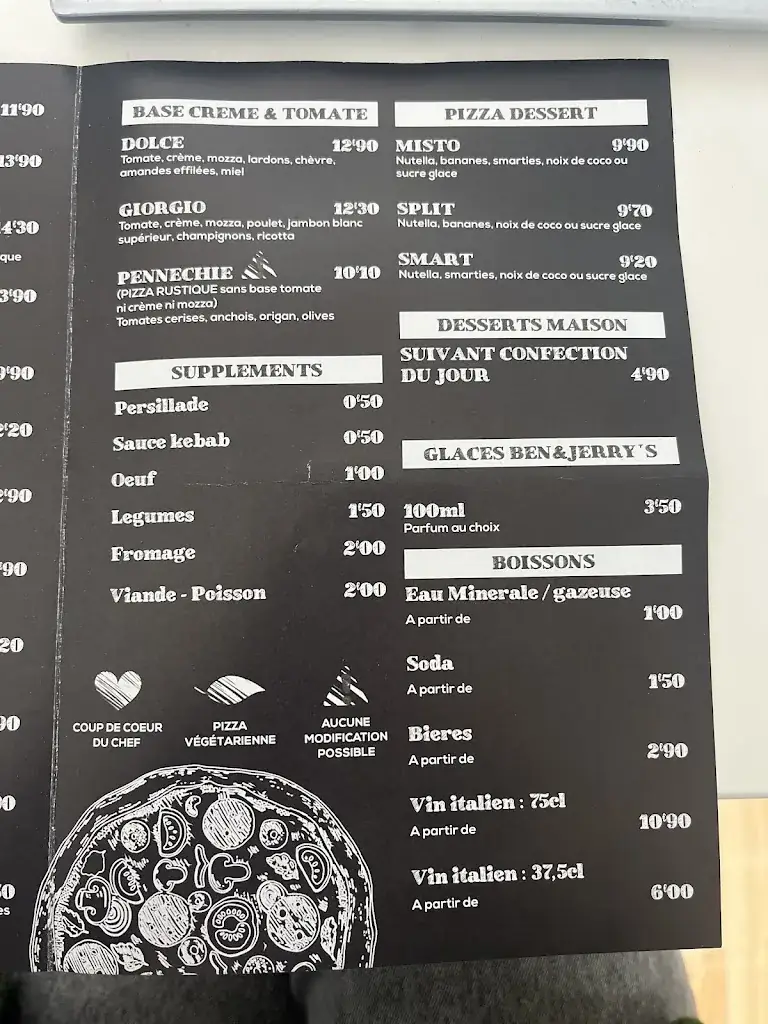 11€90
13€90
14€30
que
3€90
9€90
2€20
2€90
€90
20
90
0
50
es
BASE CREME & TOMATE
DOLCE 12€90
Tomate, crème, mozza, lardons, chèvre,
amandes effilées, miel
GIORGIO 12€30
Tomate, crème, mozza, poulet, jambon blanc
supérieur, champignons, ricotta
PENNECHIE 10€10
(PIZZA RUSTIQUE sans base tomate
ni crème ni mozza)
Tomates cerises, anchois, origan, olives
SUPPLEMENTS
Persillade 0€50
Sauce kebab 0€50
Oeuf 1€00
Legumes 1€50
Fromage 2€00
Viande - Poisson 2€00
COUP DE COEUR
DU CHEF
PIZZA
VÉGÉTARIENNE
AUCUNE
MODIFICATION
POSSIBLE
PIZZA DESSERT
MISTO 9€90
Nutella, bananes, smarties, noix de coco ou
sucre glace
SPLIT 9€70
Nutella, bananes, noix de coco ou sucre glace
SMART 9€20
Nutella, smarties, noix de coco ou sucre glace
DESSERTS MAISON
SUIVANT CONFECTION
DU JOUR 4€90
GLACES BEN&JERRY'S
100ml 3€50
Parfum au choix
BOISSONS
Eau Minerale / gazeuse
A partir de 1€00
Soda
A partir de 1€50
Bieres
A partir de 2€90
Vin italien : 75cl
A partir de 10€90
Vin italien : 37,5cl
A partir de 6€00